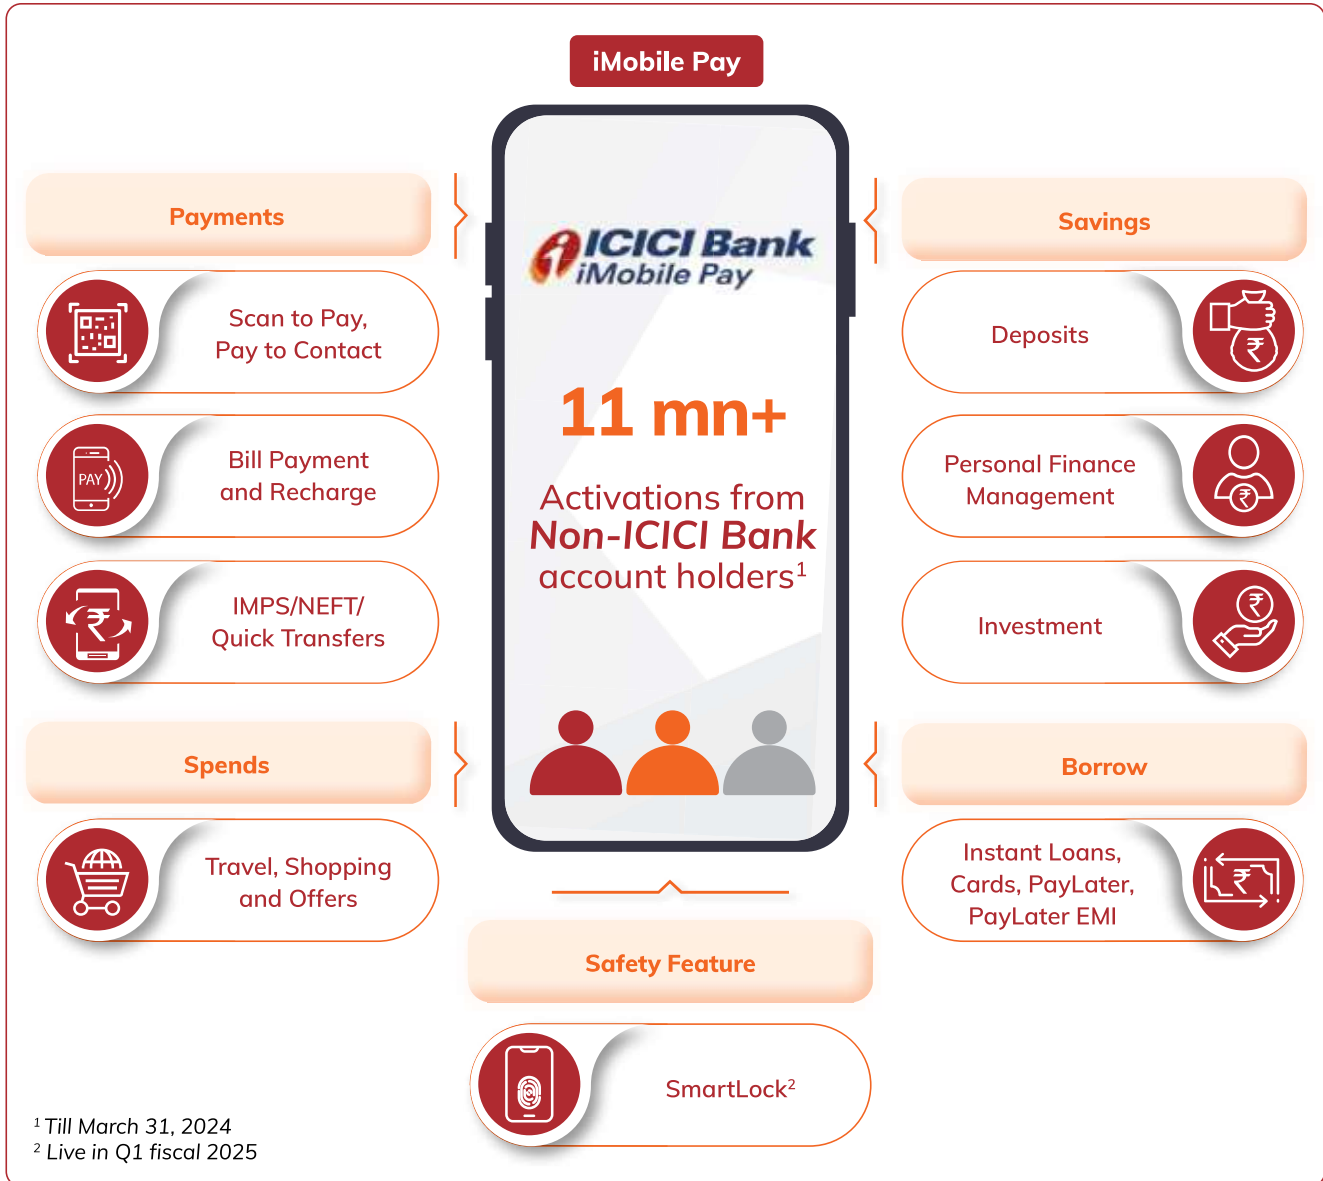 iMobile Pay
Payments
Scan to Pay,
Pay to Contact
PAY
Bill Payment
and Recharge
IMPS/NEFT/
Quick Transfers
Spends
Travel, Shopping
and Offers
ICICI Bank
iMobile Pay
11 mn+
Activations from
Non-ICICI Bank
account holders¹
Savings
₹
Deposits
Personal Finance
Management
₹
Investment
₹
Borrow
Instant Loans,
Cards, PayLater,
PayLater EMI
₹
₹
Safety Feature
SmartLock²
¹ Till March 31, 2024
² Live in Q1 fiscal 2025